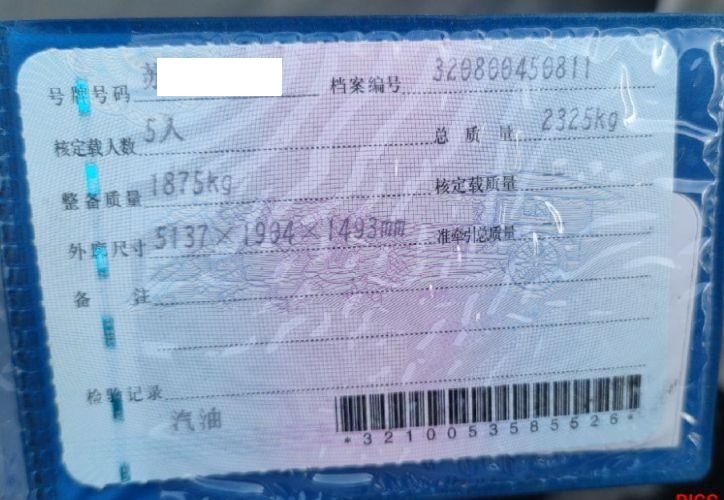 号牌号码 苏 档案编号 320800450811
核定载人数 5人 总质量 2325kg
整备质量 1875kg 核定载质量 --
外廓尺寸 5137×1904×1493mm 准牵引总质量 --
备注
检验记录
汽油
*3210053585526*
PICC